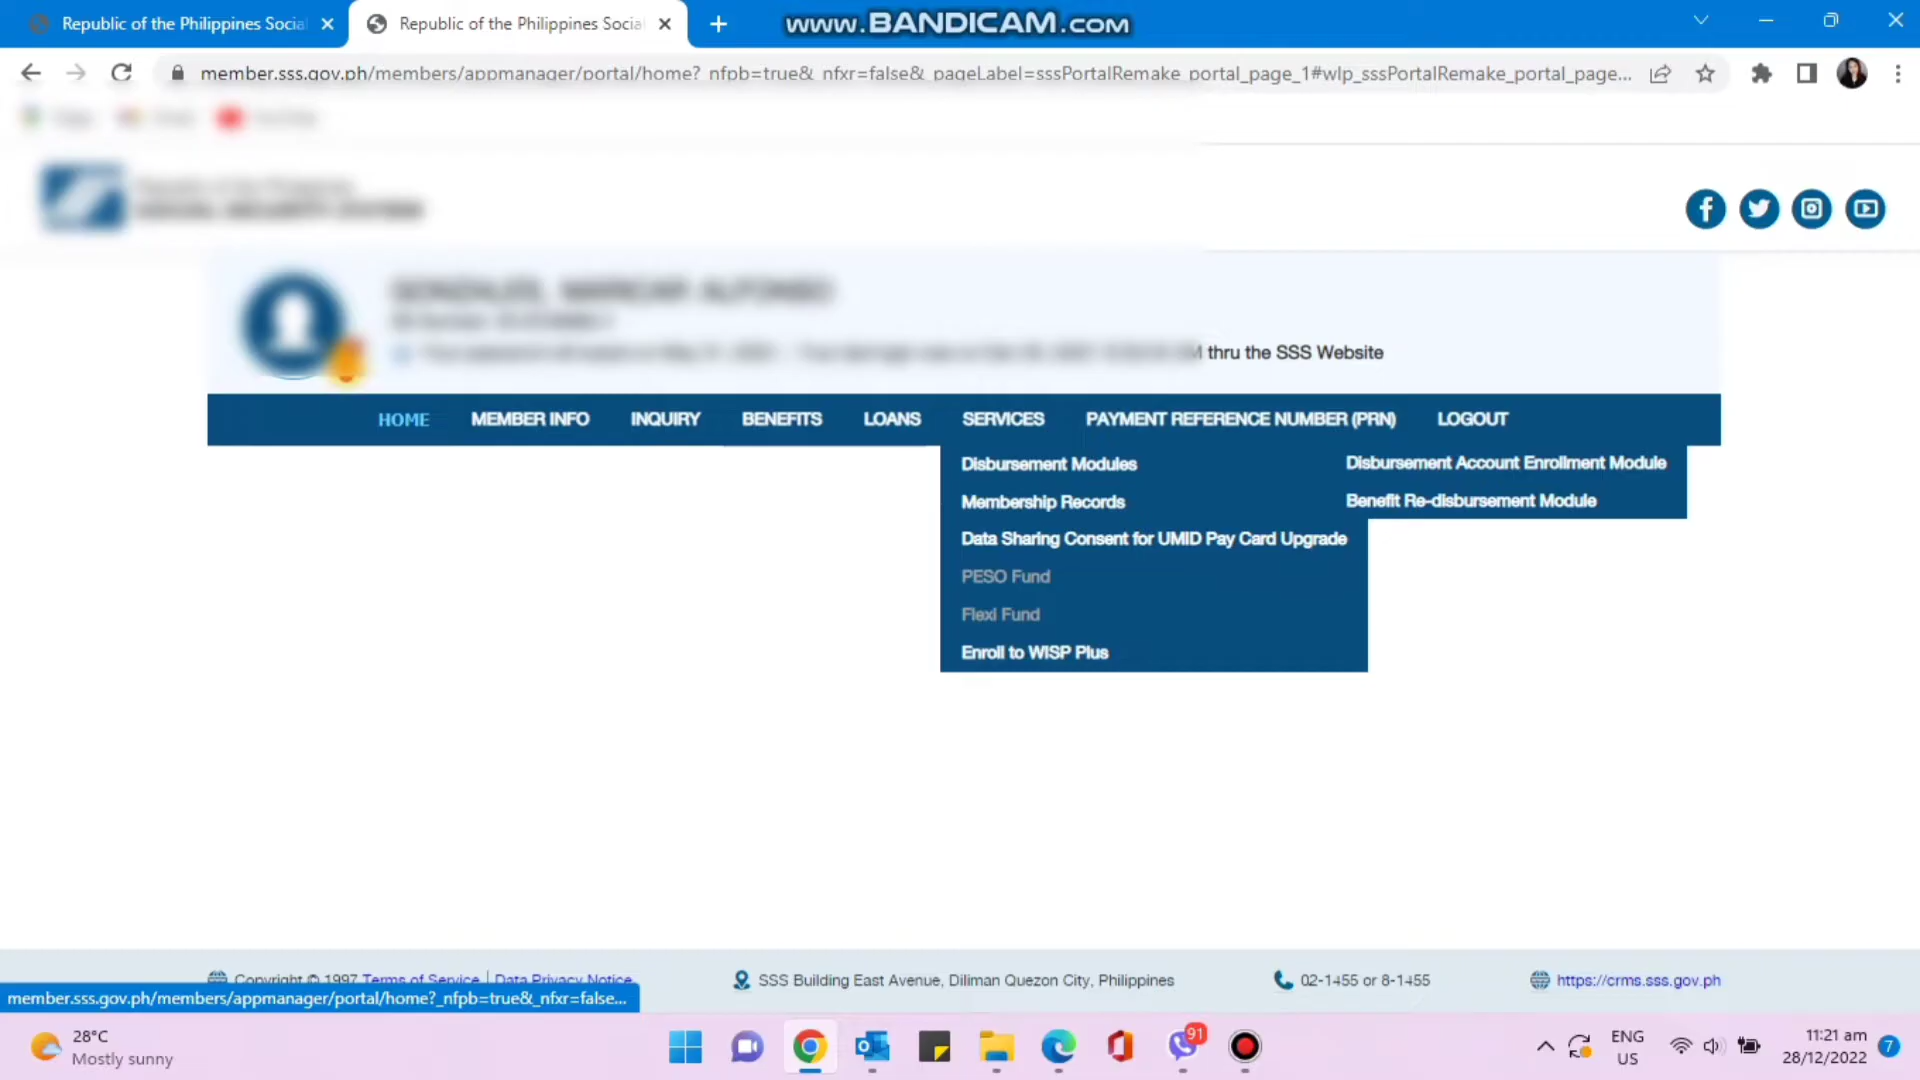 Republic of the Philippines Socia
Republic of the Philippines Socia
www.BANDICAM.com
member.sss.gov.ph/members/appmanager/portal/home?_nfpb=true&_nfxr=false&_pageLabel=sssPortalRemake_portal_page_1#wlp_sssPortalRemake_portal_page...
thru the SSS Website
HOME MEMBER INFO INQUIRY BENEFITS LOANS SERVICES PAYMENT REFERENCE NUMBER (PRN) LOGOUT
Disbursement Modules
Disbursement Account Enrollment Module
Membership Records
Benefit Re-disbursement Module
Data Sharing Consent for UMID Pay Card Upgrade
PESO Fund
Flexi Fund
Enroll to WISP Plus
Copyright © 1997 Terms of Service | Data Privacy Notice
SSS Building East Avenue, Diliman Quezon City, Philippines
02-1455 or 8-1455
https://crms.sss.gov.ph
member.sss.gov.ph/members/appmanager/portal/home?_nfpb=true&_nfxr=false...
28°C
Mostly sunny
91
ENG
US
11:21 am
28/12/2022
7